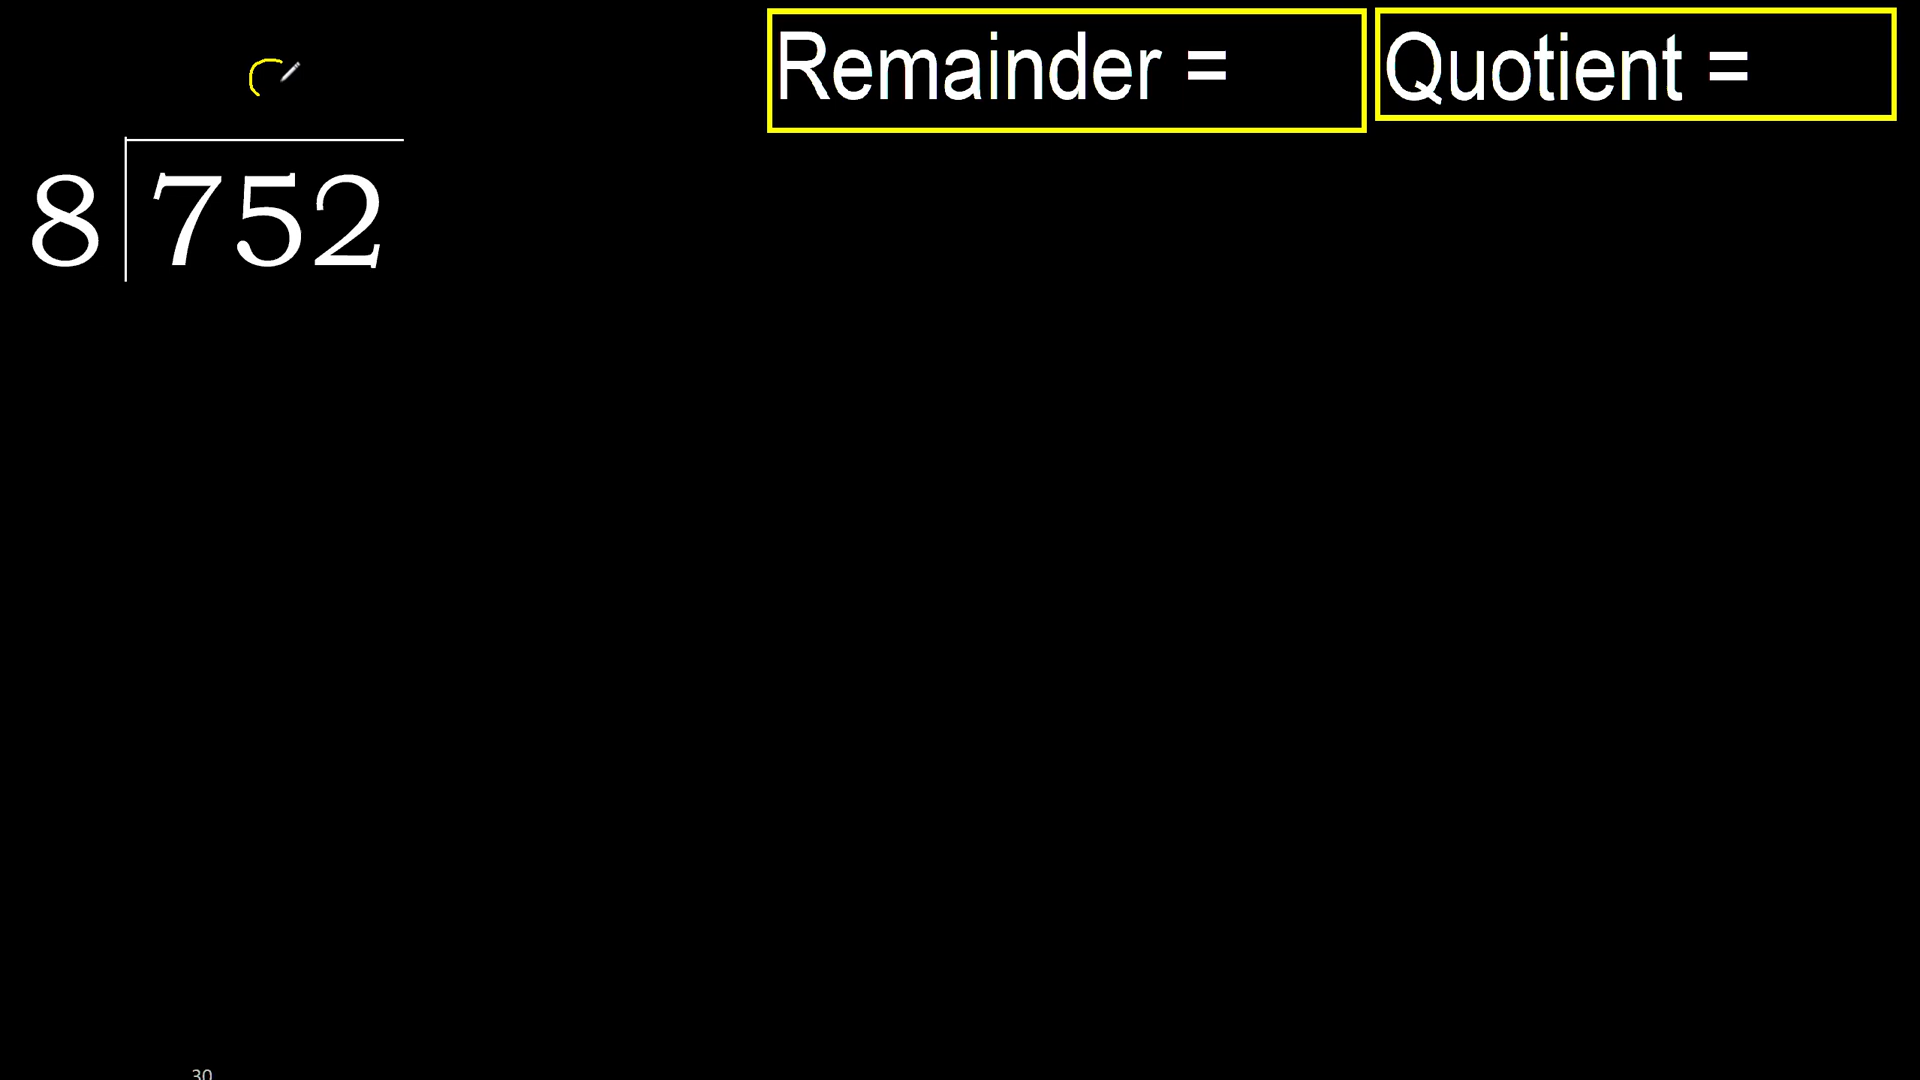 Remainder = Quotient =
8 752
30